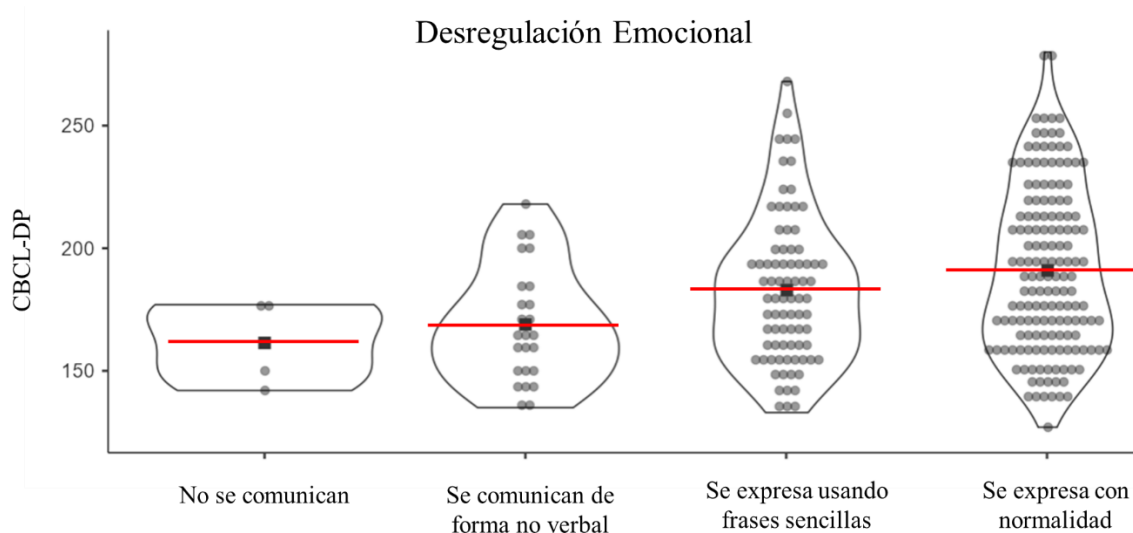 Desregulación Emocional
CBCL-DP
250
200
150
No se comunican
Se comunican de
forma no verbal
Se expresa usando
frases sencillas
Se expresa con
normalidad